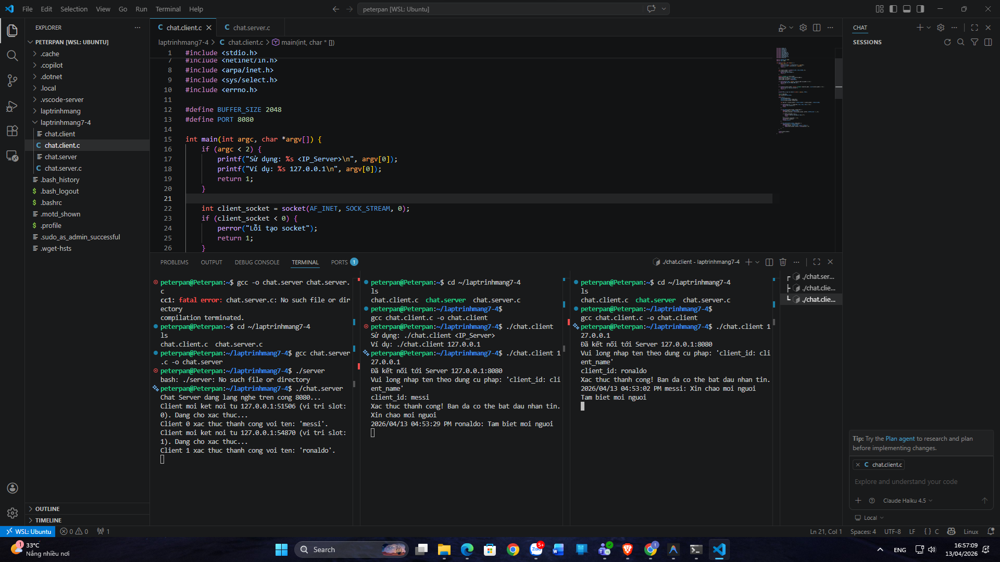 File Edit Selection View Go Run Terminal Help
peterpan [WSL: Ubuntu]
EXPLORER
PETERPAN [WSL: UBUNTU]
.cache
.copilot
.dotnet
.local
.vscode-server
laptrinhmang
laptrinhmang7-4
chat.client
C chat.client.c
chat.server
C chat.server.c
.bash_history
$ .bash_logout
$ .bashrc
.motd_shown
$ .profile
.sudo_as_admin_successful
.wget-hsts
OUTLINE
TIMELINE
C chat.client.c
C chat.server.c
laptrinhmang7-4 > C chat.client.c > main(int, char * [])
1 #include <stdio.h>
7 #include <netinet/in.h>
8 #include <arpa/inet.h>
9 #include <sys/select.h>
10 #include <errno.h>
11
12 #define BUFFER_SIZE 2048
13 #define PORT 8080
14
15 int main(int argc, char *argv[]) {
16 if (argc < 2) {
17 printf("Sử dụng: %s <IP_Server>\n", argv[0]);
18 printf("Ví dụ: %s 127.0.0.1\n", argv[0]);
19 return 1;
20 }
21
22 int client_socket = socket(AF_INET, SOCK_STREAM, 0);
23 if (client_socket < 0) {
24 perror("Lỗi tạo socket");
25 return 1;
26 }
PROBLEMS OUTPUT DEBUG CONSOLE TERMINAL PORTS 1
./chat.client - laptrinhmang7-4
peterpan@Peterpan:~$ gcc -o chat.server chat.server.
c
cc1: fatal error: chat.server.c: No such file or dir
ectory
compilation terminated.
peterpan@Peterpan:~$ cd ~/laptrinhmang7-4
ls
chat.client.c chat.server.c
peterpan@Peterpan:~/laptrinhmang7-4$ gcc chat.server
.c -o chat.server
peterpan@Peterpan:~/laptrinhmang7-4$ ./server
bash: ./server: No such file or directory
peterpan@Peterpan:~/laptrinhmang7-4$ ./chat.server
Chat Server dang lang nghe tren cong 8080...
Client moi ket noi tu 127.0.0.1:51506 (vi tri slot:
0). Dang cho xac thuc...
Client 0 xac thuc thanh cong voi ten: 'messi'.
Client moi ket noi tu 127.0.0.1:54870 (vi tri slot:
1). Dang cho xac thuc...
Client 1 xac thuc thanh cong voi ten: 'ronaldo'.
peterpan@Peterpan:~$ cd ~/laptrinhmang7-4
ls
chat.client.c chat.server chat.server.c
peterpan@Peterpan:~/laptrinhmang7-4$
gcc chat.client.c -o chat.client
peterpan@Peterpan:~/laptrinhmang7-4$ ./chat.client
Sử dụng: ./chat.client <IP_Server>
Ví dụ: ./chat.client 127.0.0.1
peterpan@Peterpan:~/laptrinhmang7-4$ ./chat.client 1
27.0.0.1
Đã kết nối tới Server 127.0.0.1:8080
Vui long nhap ten theo dung cu phap: 'client_id: cli
ent_name'
client_id: messi
Xac thuc thanh cong! Ban da co the bat dau nhan tin.
Xin chao moi nguoi
2026/04/13 04:53:29 PM ronaldo: Tam biet moi nguoi
peterpan@Peterpan:~$ cd ~/laptrinhmang7-4
ls
chat.client.c chat.server chat.server.c
peterpan@Peterpan:~/laptrinhmang7-4$
gcc chat.client.c -o chat.client
peterpan@Peterpan:~/laptrinhmang7-4$ ./chat.client 1
27.0.0.1
Đã kết nối tới Server 127.0.0.1:8080
Vui long nhap ten theo dung cu phap: 'client_id: cli
ent_name'
client_id: ronaldo
Xac thuc thanh cong! Ban da co the bat dau nhan tin.
2026/04/13 04:53:02 PM messi: Xin chao moi nguoi
Tam biet moi nguoi
./chat.ser...
./chat.clie...
./chat.clie...
CHAT
SESSIONS
Tip: Try the Plan agent to research and plan
before implementing changes.
C chat.client.c
Explore and understand your code
Claude Haiku 4.5
Local
WSL: Ubuntu 0 0 1
Ln 21, Col 1 Spaces: 4 UTF-8 LF { } C Linux
1
33°C
Nắng nhiều nơi
Search
Zalo
5+
ENG
16:57:09
13/04/2026